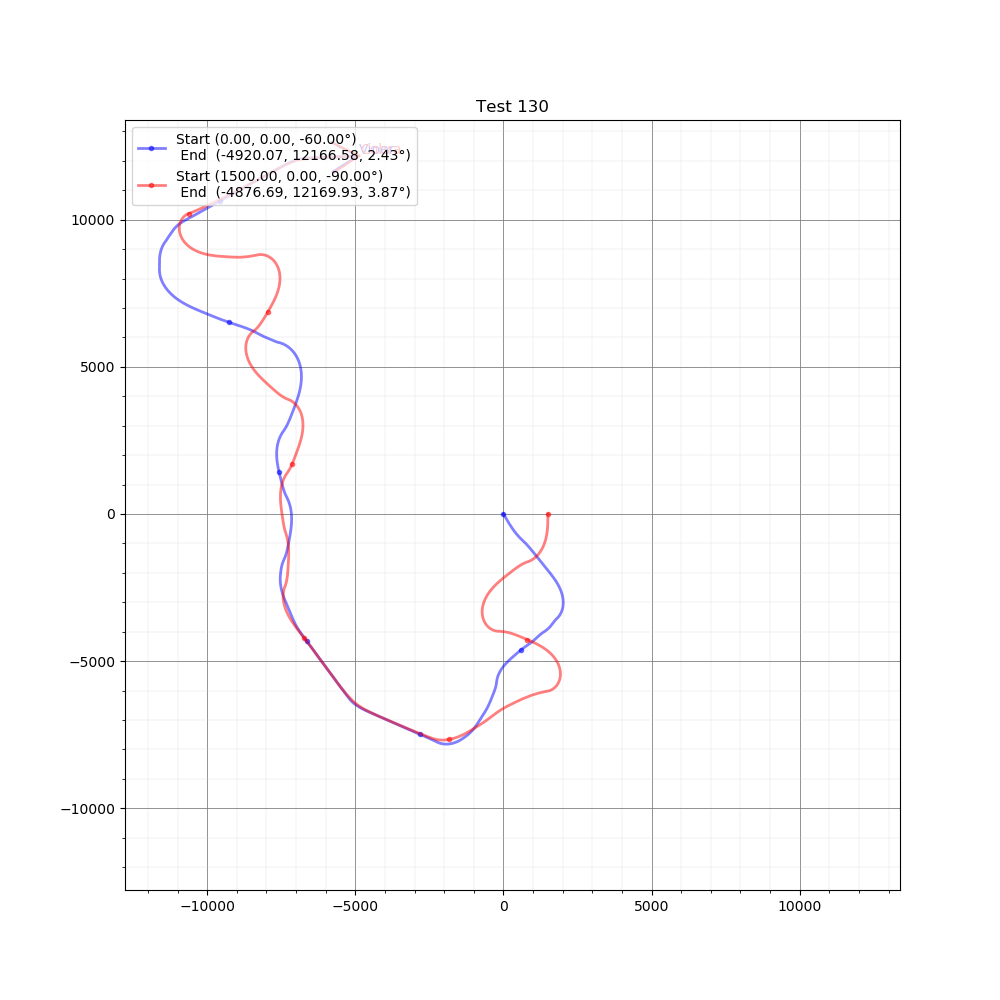 Test 130
Start (0.00, 0.00, -60.00°)
End (-4920.07, 12166.58, 2.43°)
Start (1500.00, 0.00, -90.00°)
End (-4876.69, 12169.93, 3.87°)
10000
5000
0
−5000
−10000
−10000 −5000 0 5000 10000